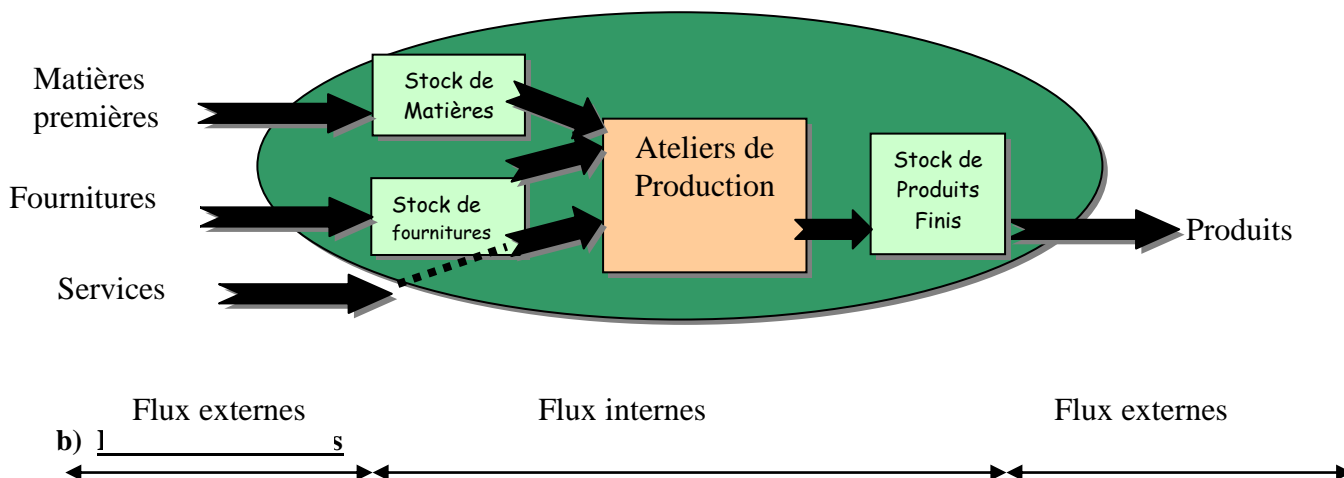 Matières
premières
Stock de
Matières
Ateliers de
Production
Stock de
Produits
Finis
Fournitures
Stock de
fournitures
Produits
Services
Flux externes
Flux internes
Flux externes
b)